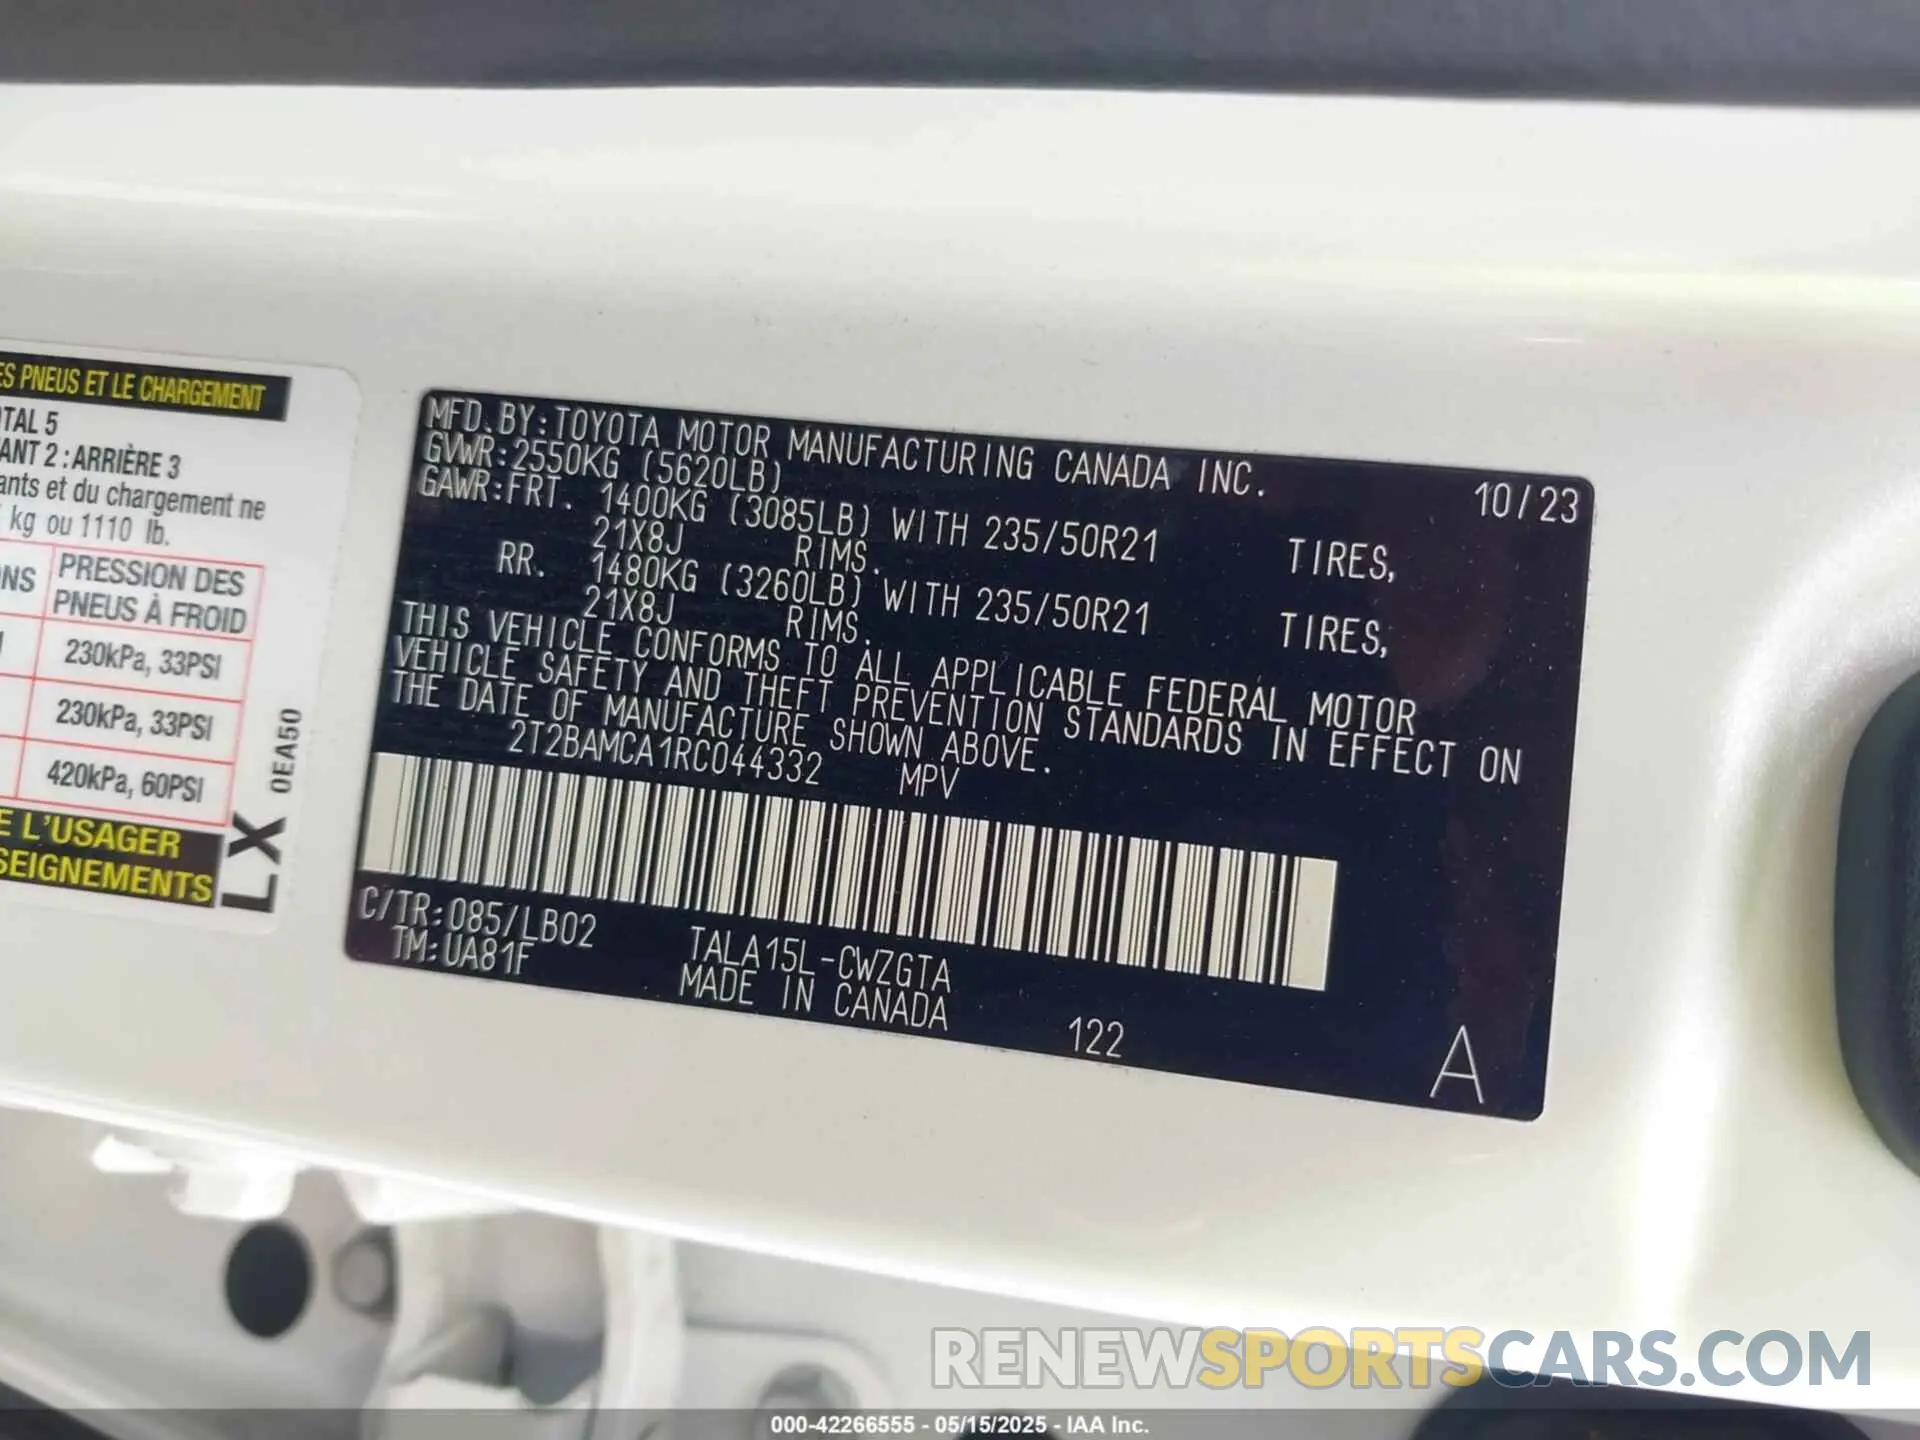 ES PNEUS ET LE CHARGEMENT
OTAL 5
ANT 2 : ARRIÈRE 3
ants et du chargement ne
kg ou 1110 lb.
NS PRESSION DES
PNEUS À FROID
230kPa, 33PSI
230kPa, 33PSI
420kPa, 60PSI
E L'USAGER
SEIGNEMENTS
LX
0EA50
MFD.BY:TOYOTA MOTOR MANUFACTURING CANADA INC.
10/23
GVWR:2550KG (5620LB)
GAWR:FRT. 1400KG (3085LB) WITH 235/50R21 TIRES,
21X8J RIMS.
RR. 1480KG (3260LB) WITH 235/50R21 TIRES,
21X8J RIMS.
THIS VEHICLE CONFORMS TO ALL APPLICABLE FEDERAL MOTOR
VEHICLE SAFETY AND THEFT PREVENTION STANDARDS IN EFFECT ON
THE DATE OF MANUFACTURE SHOWN ABOVE.
2T2BAMCA1RC044332 MPV
C/TR:085/LB02
TM:UA81F
TALA15L-CWZGTA
MADE IN CANADA
122
A
RENEWSPORTSCARS.COM
000-42266555 - 05/15/2025 - IAA Inc.